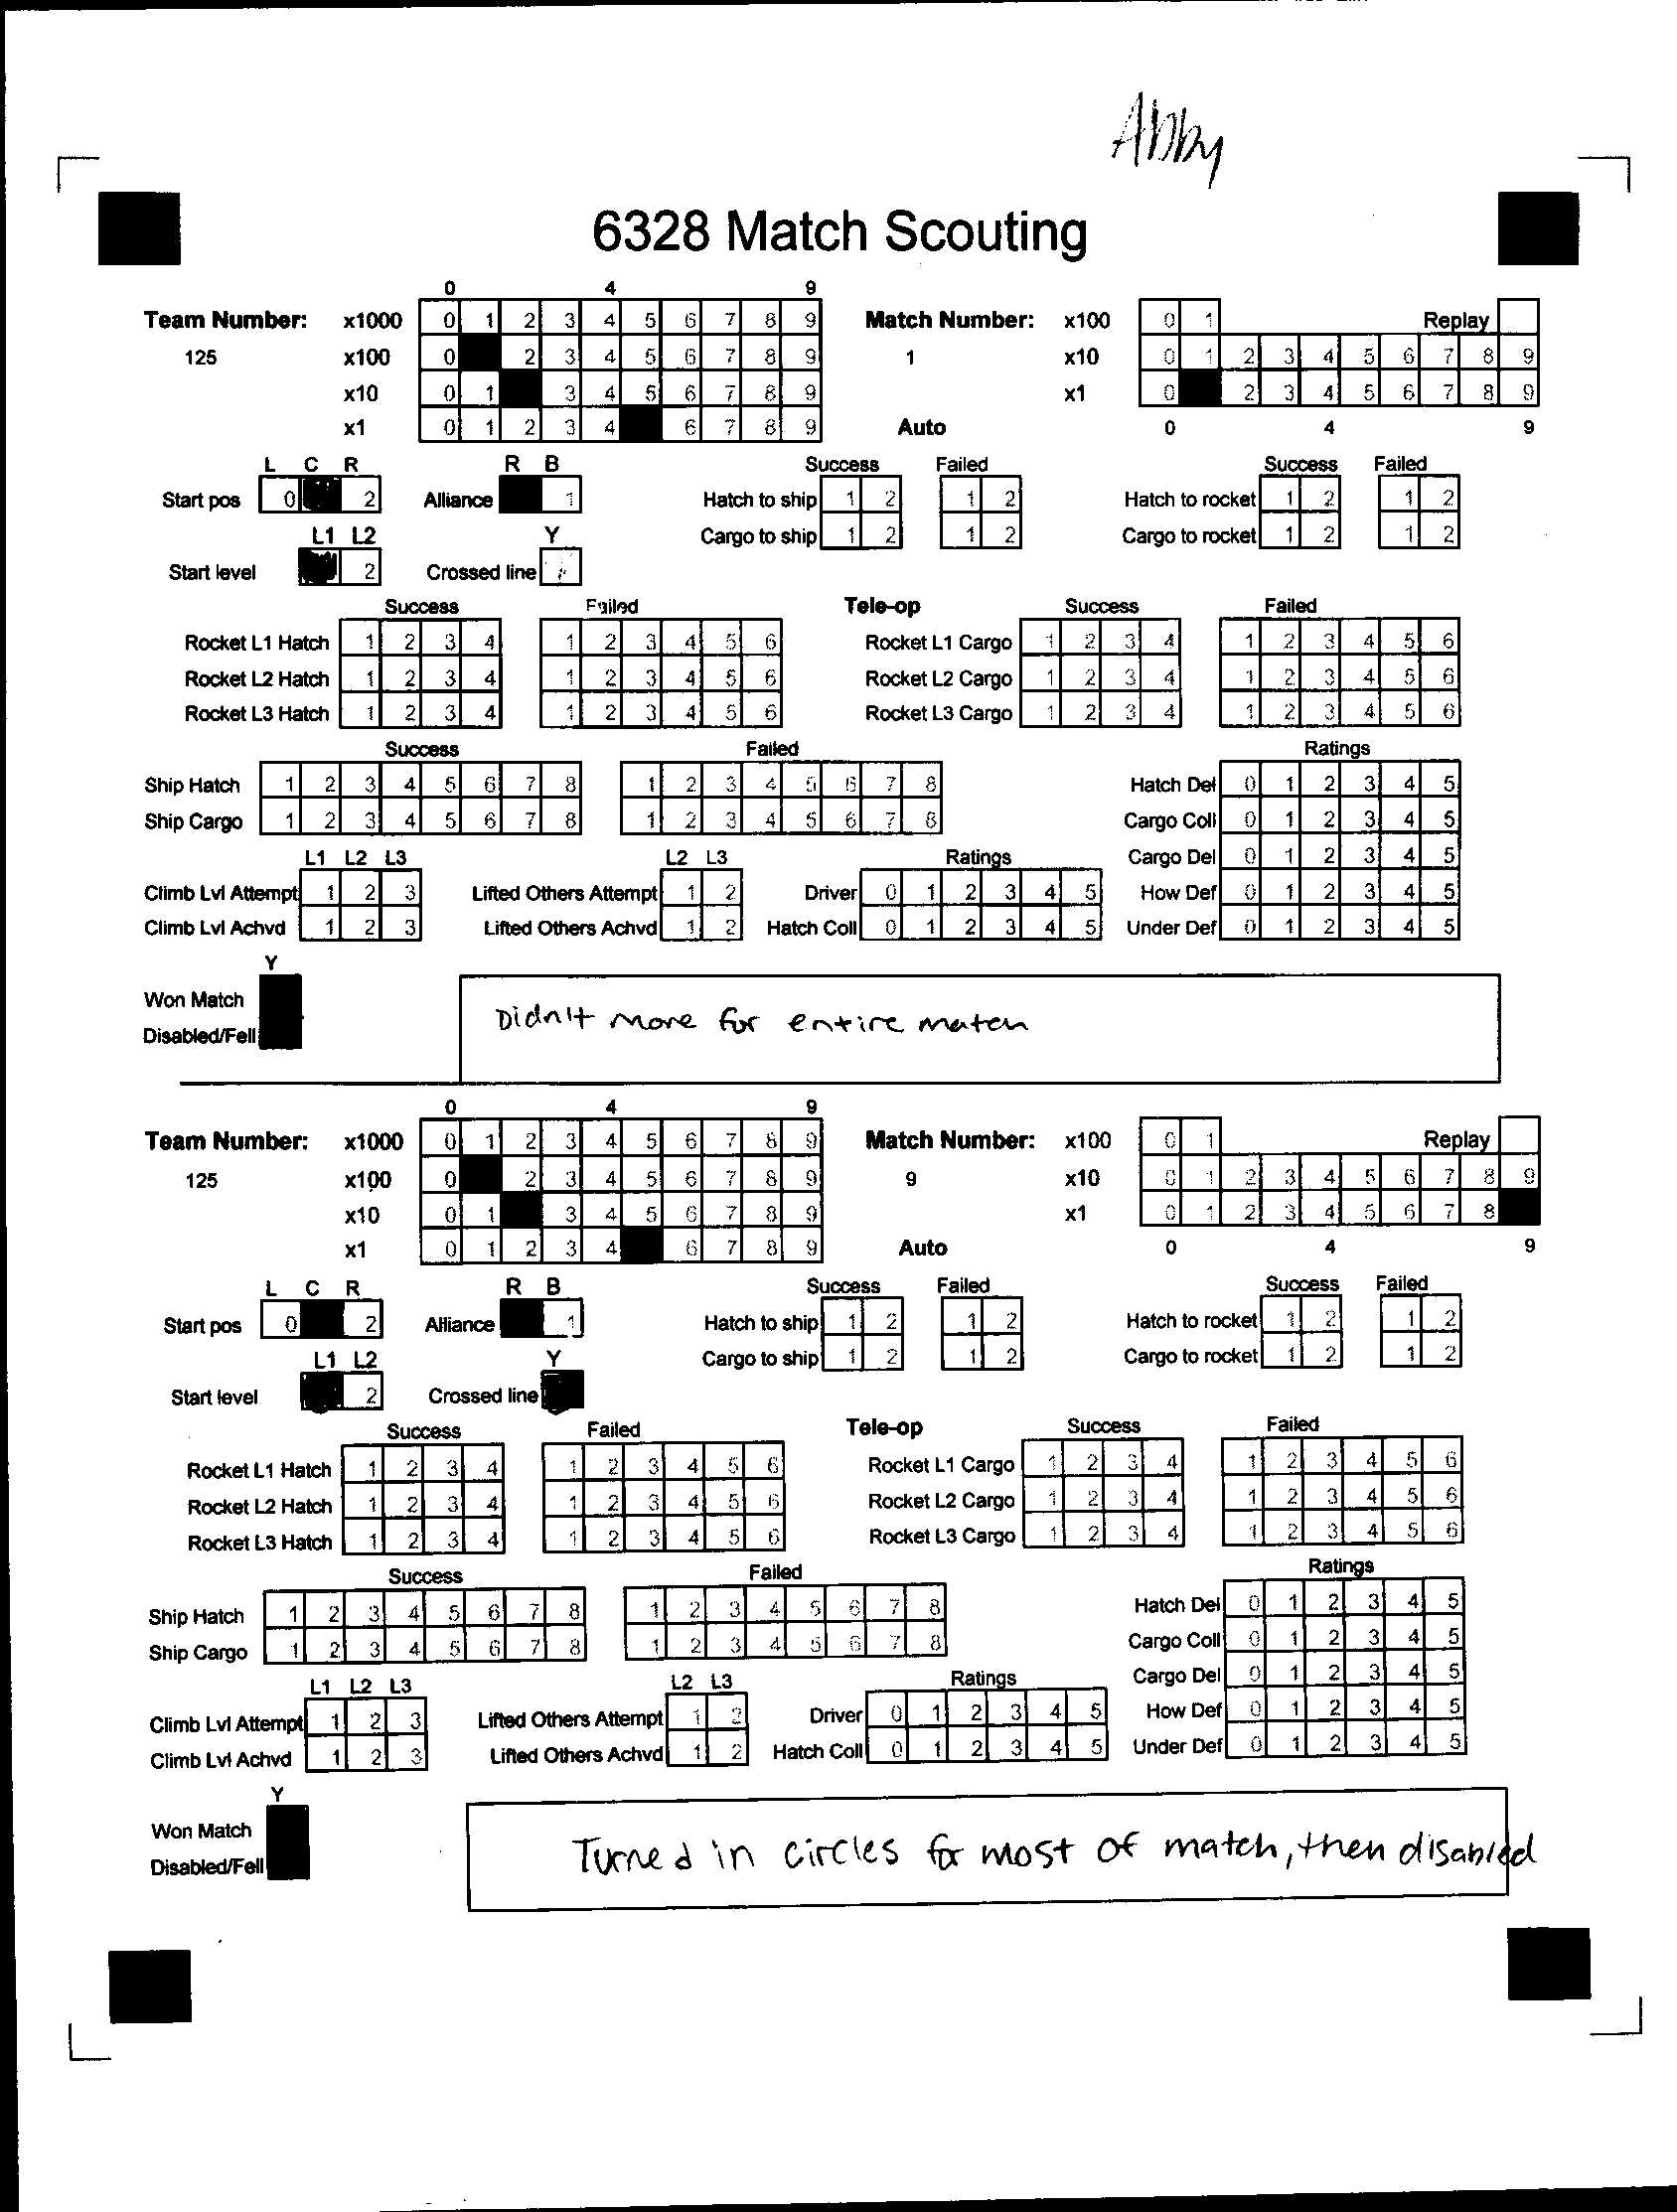 Abby
6328 Match Scouting
0 4 9
Team Number: x1000 0 1 2 3 4 5 6 7 8 9 Match Number: x100 0 1 Replay
125 x100 0 2 3 4 5 6 7 8 9 1 x10 0 1 2 3 4 5 6 7 8 9
x10 0 1 3 4 5 6 7 8 9 x1 0 2 3 4 5 6 7 8 9
x1 0 1 2 3 4 6 7 8 9 Auto 0 4 9
L C R R B Success Failed Success Failed
Start pos 0 2 Alliance 1 Hatch to ship 1 2 1 2 Hatch to rocket 1 2 1 2
L1 L2 Y Cargo to ship 1 2 1 2 Cargo to rocket 1 2 1 2
Start level 2 Crossed line
Success Failed Tele-op Success Failed
Rocket L1 Hatch 1 2 3 4 1 2 3 4 5 6 Rocket L1 Cargo 1 2 3 4 1 2 3 4 5 6
Rocket L2 Hatch 1 2 3 4 1 2 3 4 5 6 Rocket L2 Cargo 1 2 3 4 1 2 3 4 5 6
Rocket L3 Hatch 1 2 3 4 1 2 3 4 5 6 Rocket L3 Cargo 1 2 3 4 1 2 3 4 5 6
Success Failed Ratings
Ship Hatch 1 2 3 4 5 6 7 8 1 2 3 4 5 6 7 8 Hatch Del 0 1 2 3 4 5
Ship Cargo 1 2 3 4 5 6 7 8 1 2 3 4 5 6 7 8 Cargo Coll 0 1 2 3 4 5
L1 L2 L3 L2 L3 Ratings Cargo Del 0 1 2 3 4 5
Climb Lvl Attempt 1 2 3 Lifted Others Attempt 1 2 Driver 0 1 2 3 4 5 How Def 0 1 2 3 4 5
Climb Lvl Achvd 1 2 3 Lifted Others Achvd 1 2 Hatch Coll 0 1 2 3 4 5 Under Def 0 1 2 3 4 5
Y
Won Match
Didn't move for entire match
Disabled/Fell
0 4 9
Team Number: x1000 0 1 2 3 4 5 6 7 8 9 Match Number: x100 0 1 Replay
125 x100 0 2 3 4 5 6 7 8 9 9 x10 0 1 2 3 4 5 6 7 8 9
x10 0 1 3 4 5 6 7 8 9 x1 0 1 2 3 4 5 6 7 8
x1 0 1 2 3 4 6 7 8 9 Auto 0 4 9
L C R R B Success Failed Success Failed
Start pos 0 2 Alliance 1 Hatch to ship 1 2 1 2 Hatch to rocket 1 2 1 2
L1 L2 Y Cargo to ship 1 2 1 2 Cargo to rocket 1 2 1 2
Start level 2 Crossed line
Success Failed Tele-op Success Failed
Rocket L1 Hatch 1 2 3 4 1 2 3 4 5 6 Rocket L1 Cargo 1 2 3 4 1 2 3 4 5 6
Rocket L2 Hatch 1 2 3 4 1 2 3 4 5 6 Rocket L2 Cargo 1 2 3 4 1 2 3 4 5 6
Rocket L3 Hatch 1 2 3 4 1 2 3 4 5 6 Rocket L3 Cargo 1 2 3 4 1 2 3 4 5 6
Success Failed Ratings
Ship Hatch 1 2 3 4 5 6 7 8 1 2 3 4 5 6 7 8 Hatch Del 0 1 2 3 4 5
Ship Cargo 1 2 3 4 5 6 7 8 1 2 3 4 5 6 7 8 Cargo Coll 0 1 2 3 4 5
L1 L2 L3 L2 L3 Ratings Cargo Del 0 1 2 3 4 5
Climb Lvl Attempt 1 2 3 Lifted Others Attempt 1 2 Driver 0 1 2 3 4 5 How Def 0 1 2 3 4 5
Climb Lvl Achvd 1 2 3 Lifted Others Achvd 1 2 Hatch Coll 0 1 2 3 4 5 Under Def 0 1 2 3 4 5
Y
Won Match
Turned in circles for most of match, then disabled
Disabled/Fell